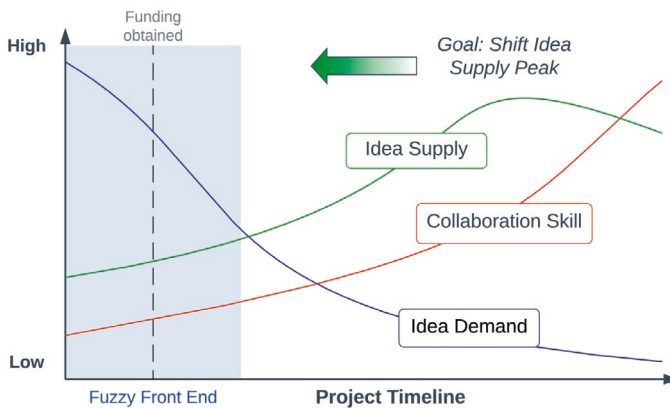 Funding
obtained
High
Goal: Shift Idea
Supply Peak
Idea Supply
Collaboration Skill
Idea Demand
Low
Fuzzy Front End
Project Timeline